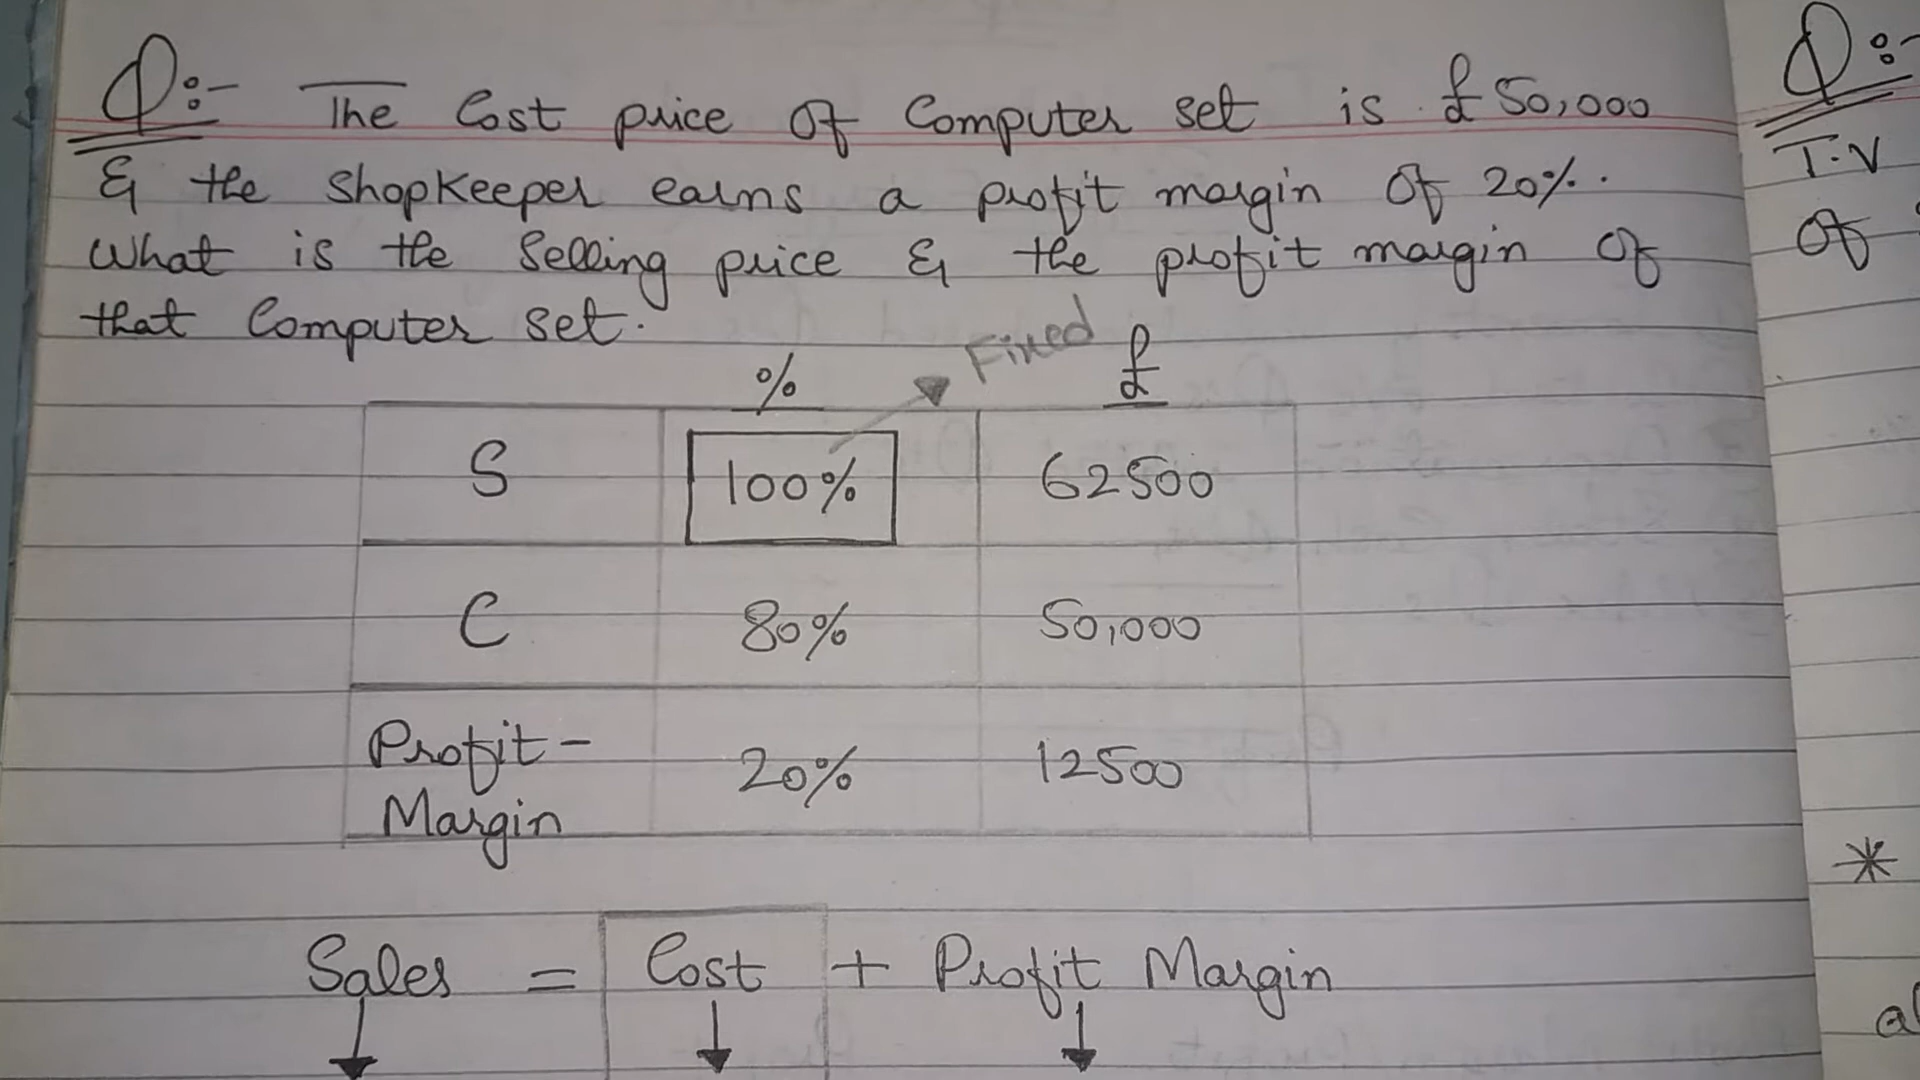 Q:- The Cost price of Computer set is £50,000
& the shopkeeper earns a profit margin of 20%.
What is the Selling price & the profit margin of
that Computer set.
Fixed
% £
S 100% 62500
C 80% 50,000
Profit- 20% 12500
Margin
Sales = Cost + Profit Margin
Q:-
T.V
of
*